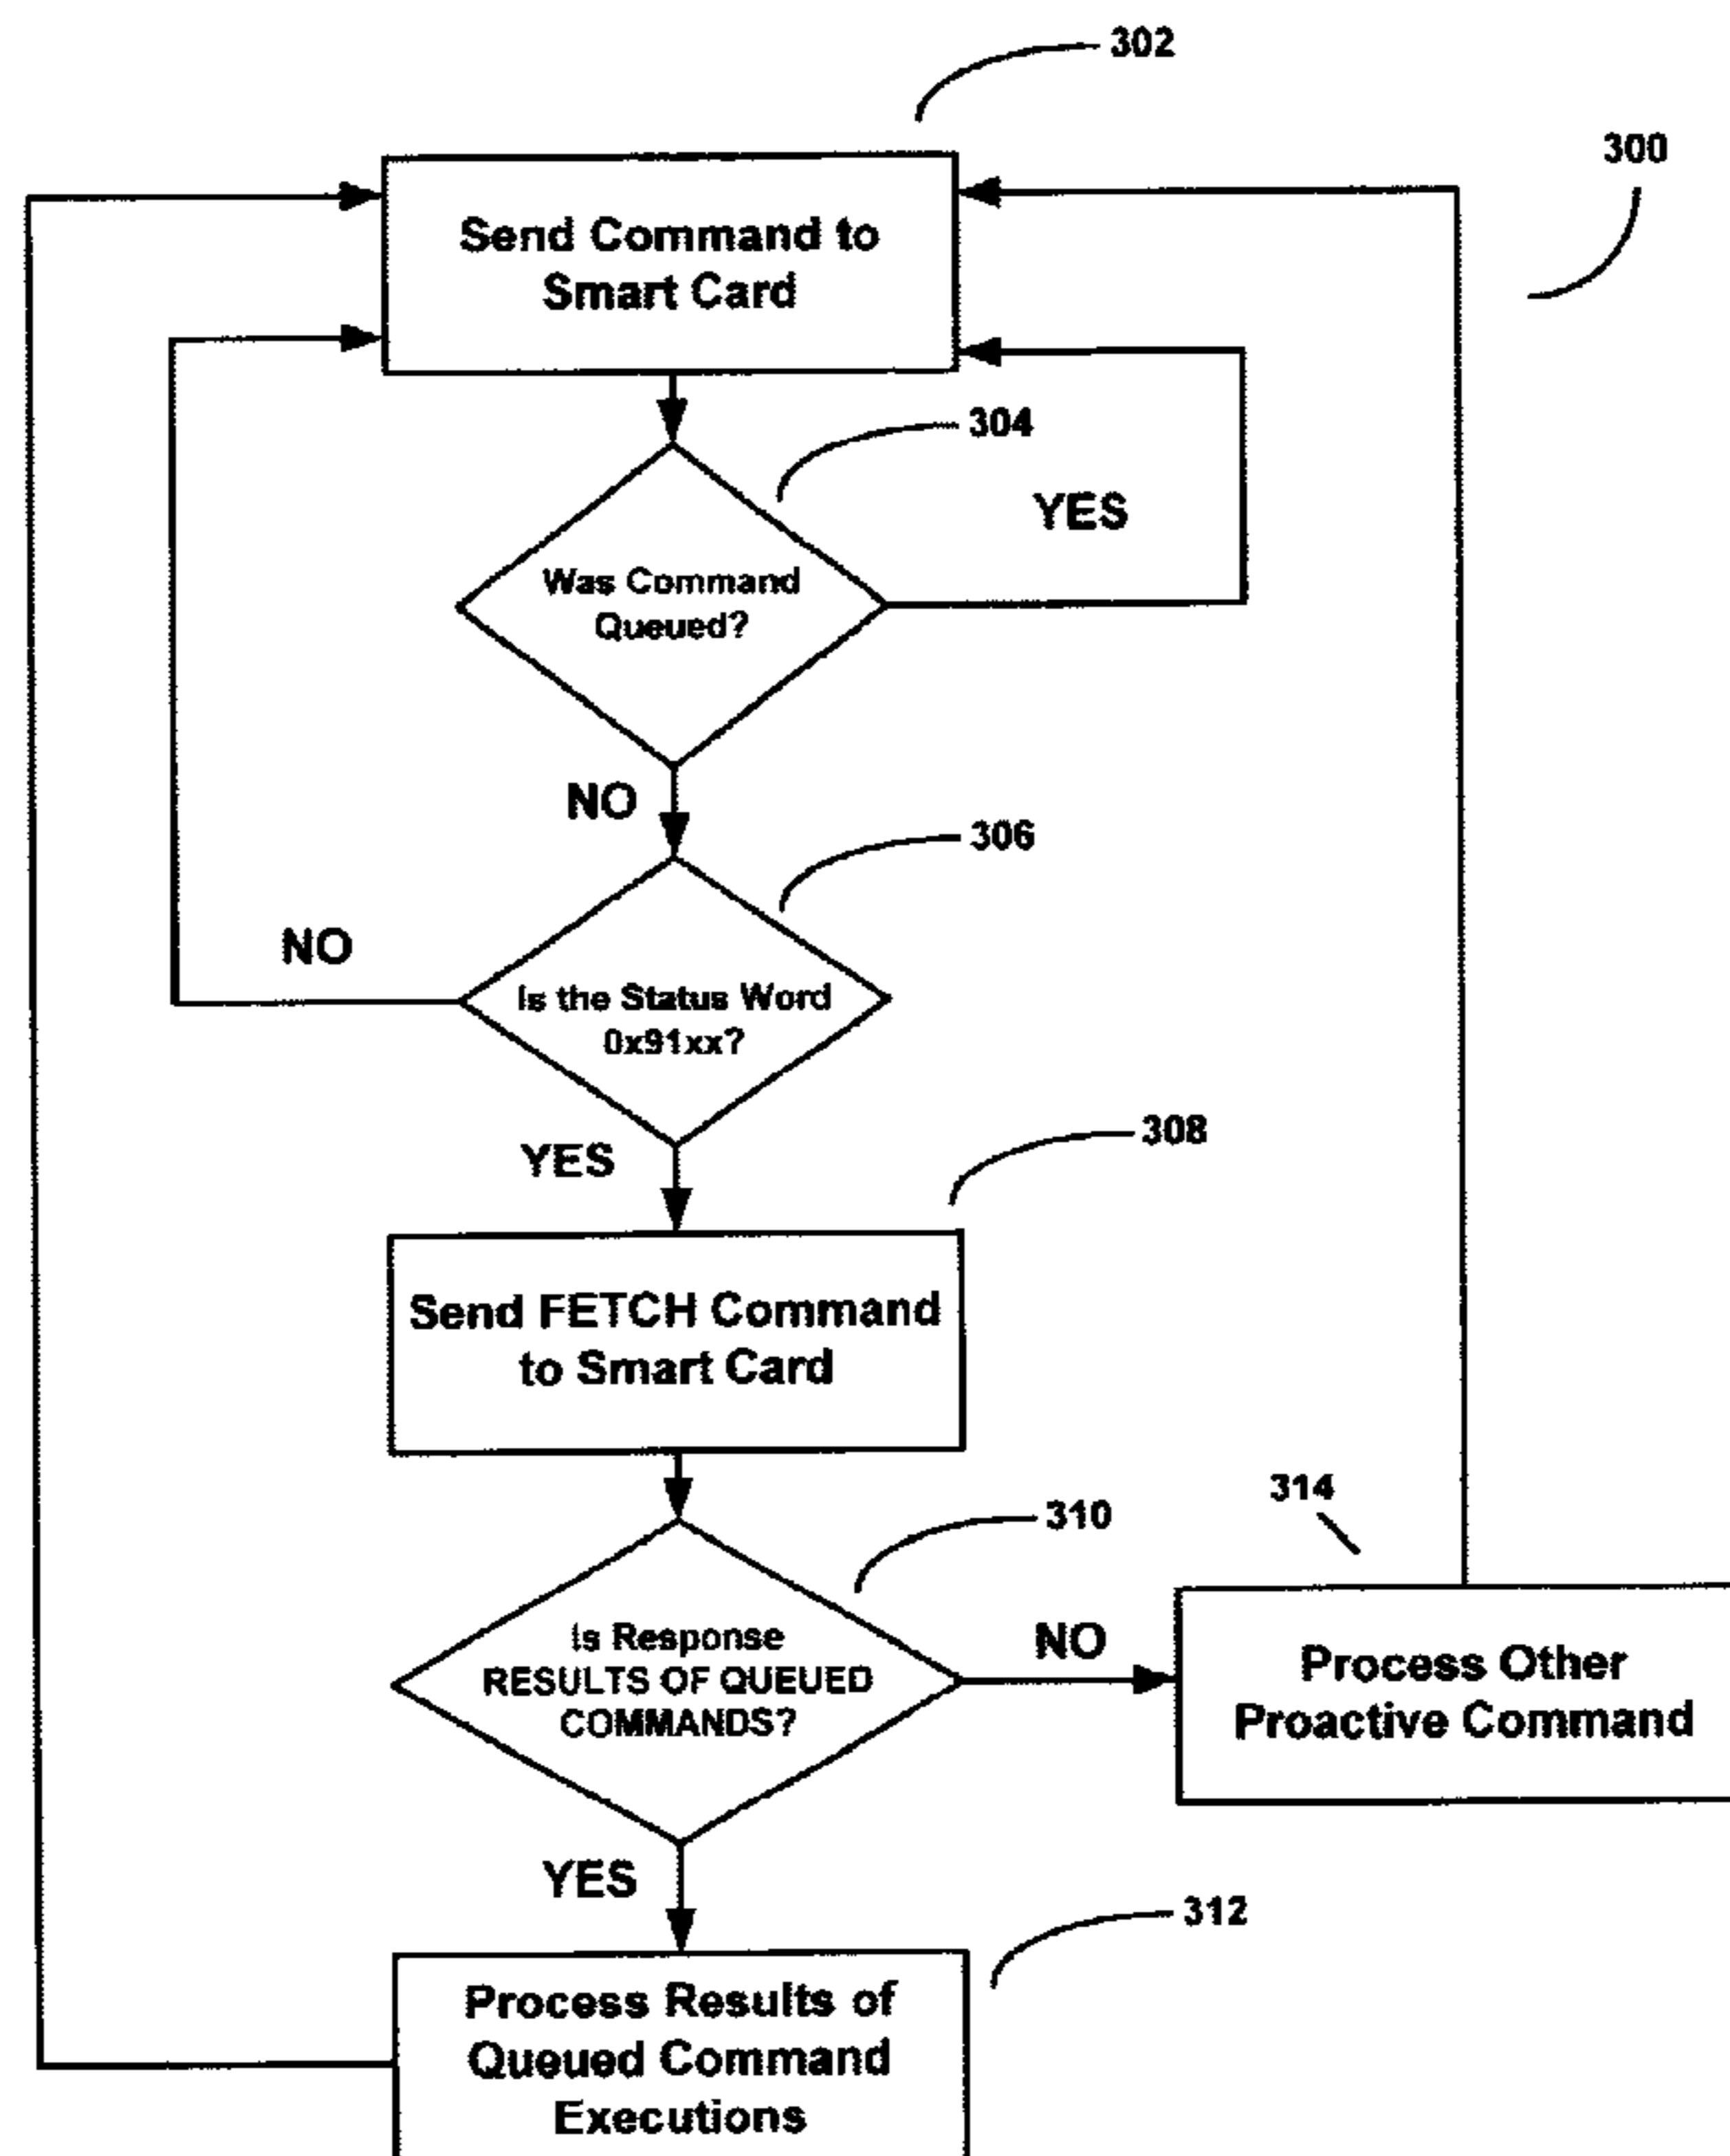 302
300
Send Command to
Smart Card
304
YES
Was Command
Queued?
NO
306
NO
Is the Status Word
0x91xx?
YES
308
Send FETCH Command
to Smart Card
314
310
Is Response
RESULTS OF QUEUED
COMMANDS?
NO
Process Other
Proactive Command
YES
312
Process Results of
Queued Command
Executions